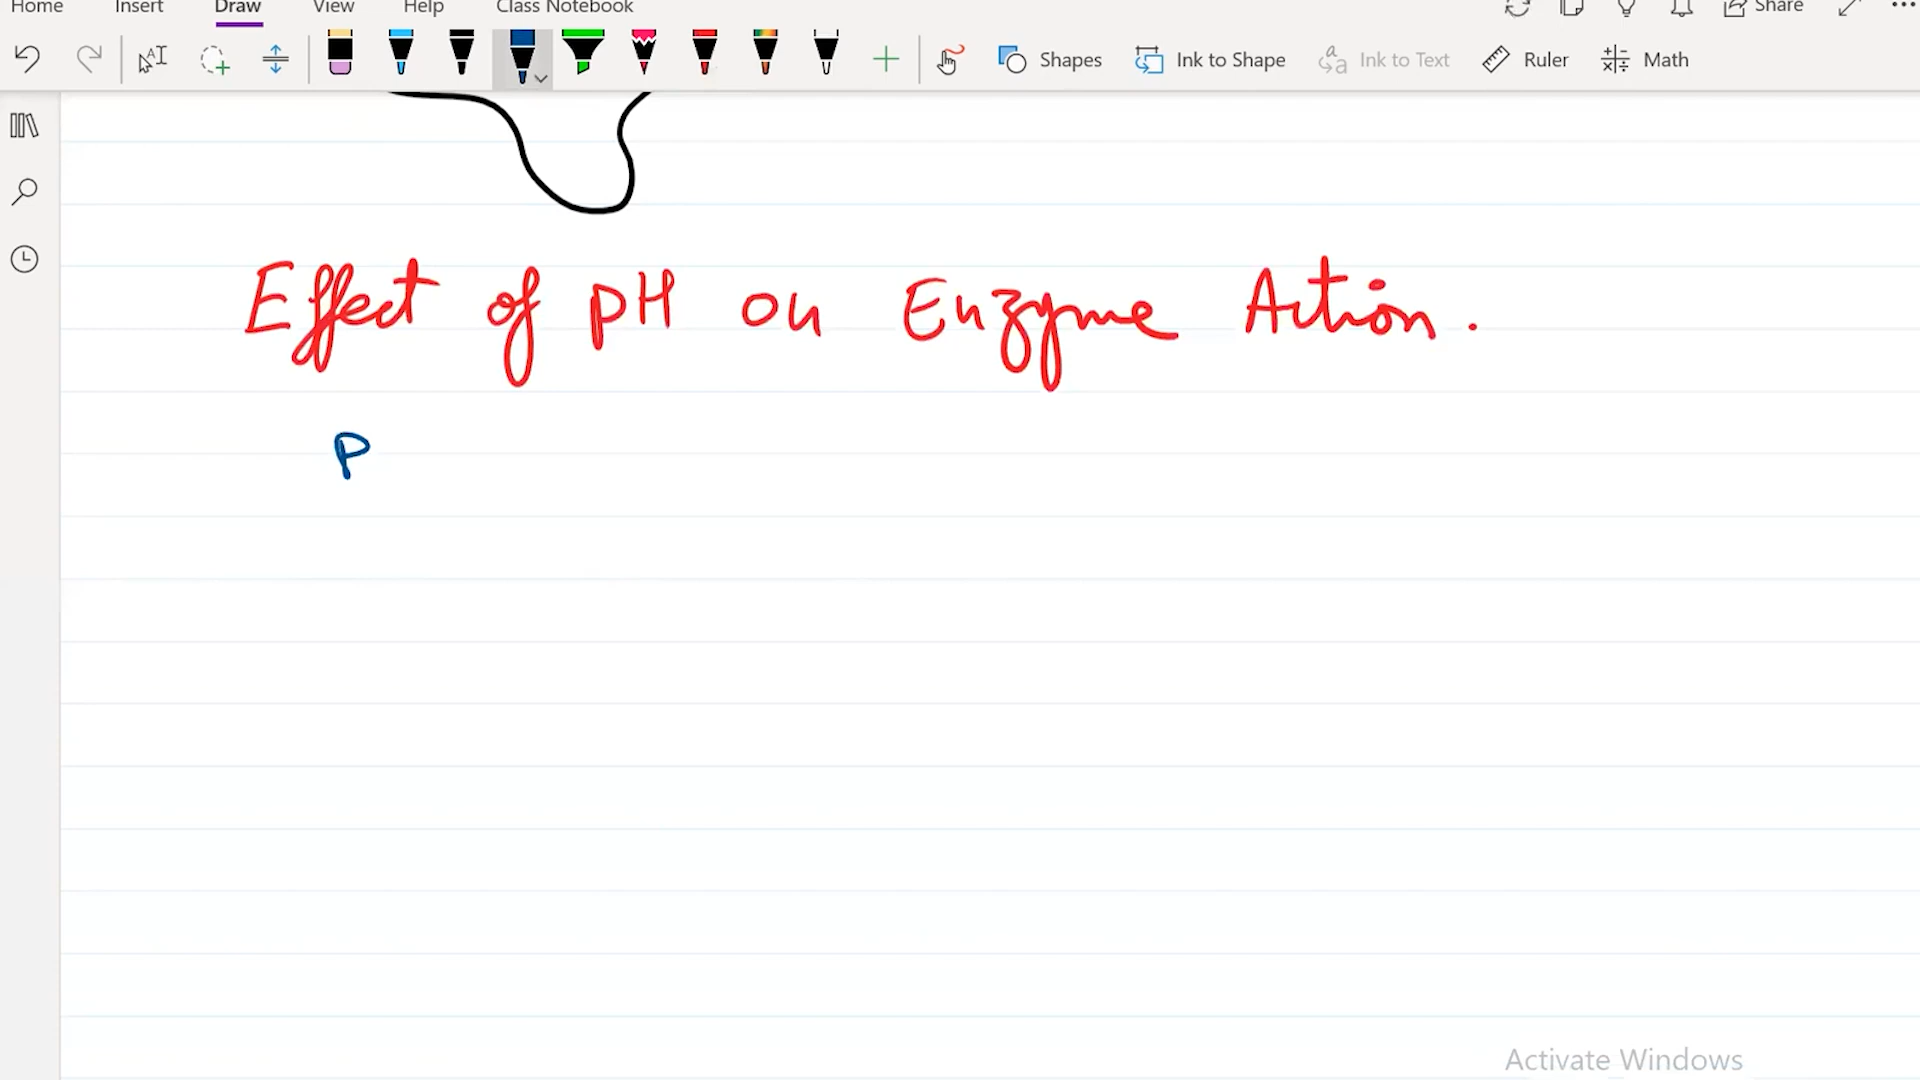 Home Insert Draw View Help Class Notebook Share
Shapes Ink to Shape Ink to Text Ruler Math
Effect of pH on Enzyme Action.
P
Activate Windows